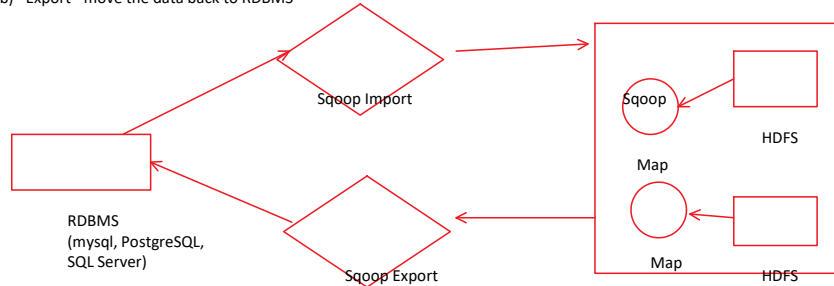 b) Export - move the data back to RDBMS
Sqoop Import
Sqoop
HDFS
Map
RDBMS
(mysql, PostgreSQL,
SQL Server)
Sqoop Export
Map
HDFS